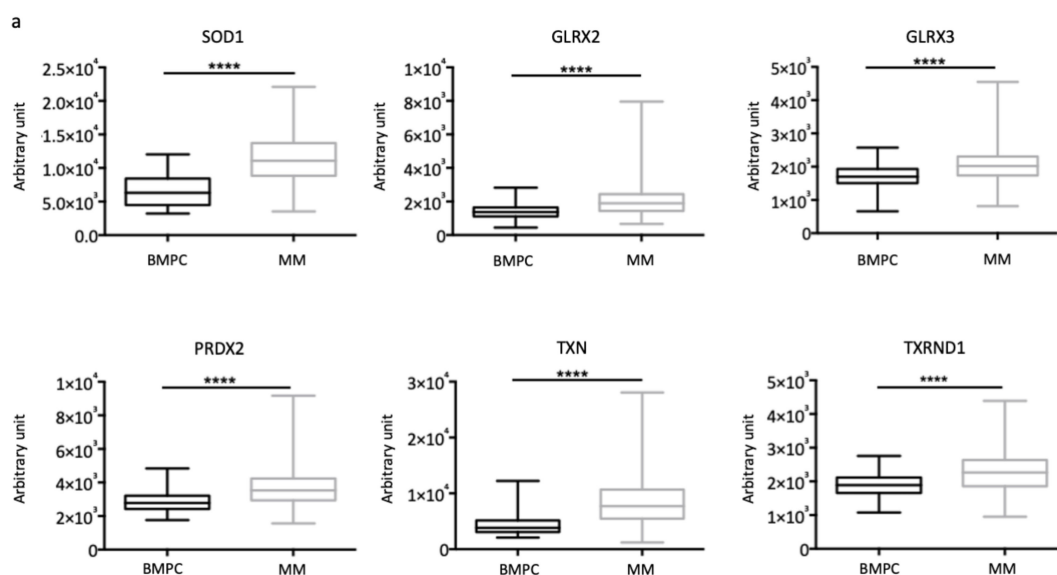 a
SOD1
GLRX2
GLRX3
Arbitrary unit
2.5×10⁴
2.0×10⁴
1.5×10⁴
1.0×10⁴
5.0×10³
0.0
****
BMPC
MM
Arbitrary unit
1×10⁴
8×10³
6×10³
4×10³
2×10³
0
****
BMPC
MM
Arbitrary unit
5×10³
4×10³
3×10³
2×10³
1×10³
0
****
BMPC
MM
PRDX2
TXN
TXRND1
Arbitrary unit
1×10⁴
8×10³
6×10³
4×10³
2×10³
0
****
BMPC
MM
Arbitrary unit
3×10⁴
2×10⁴
1×10⁴
0
****
BMPC
MM
Arbitrary unit
5×10³
4×10³
3×10³
2×10³
1×10³
0
****
BMPC
MM